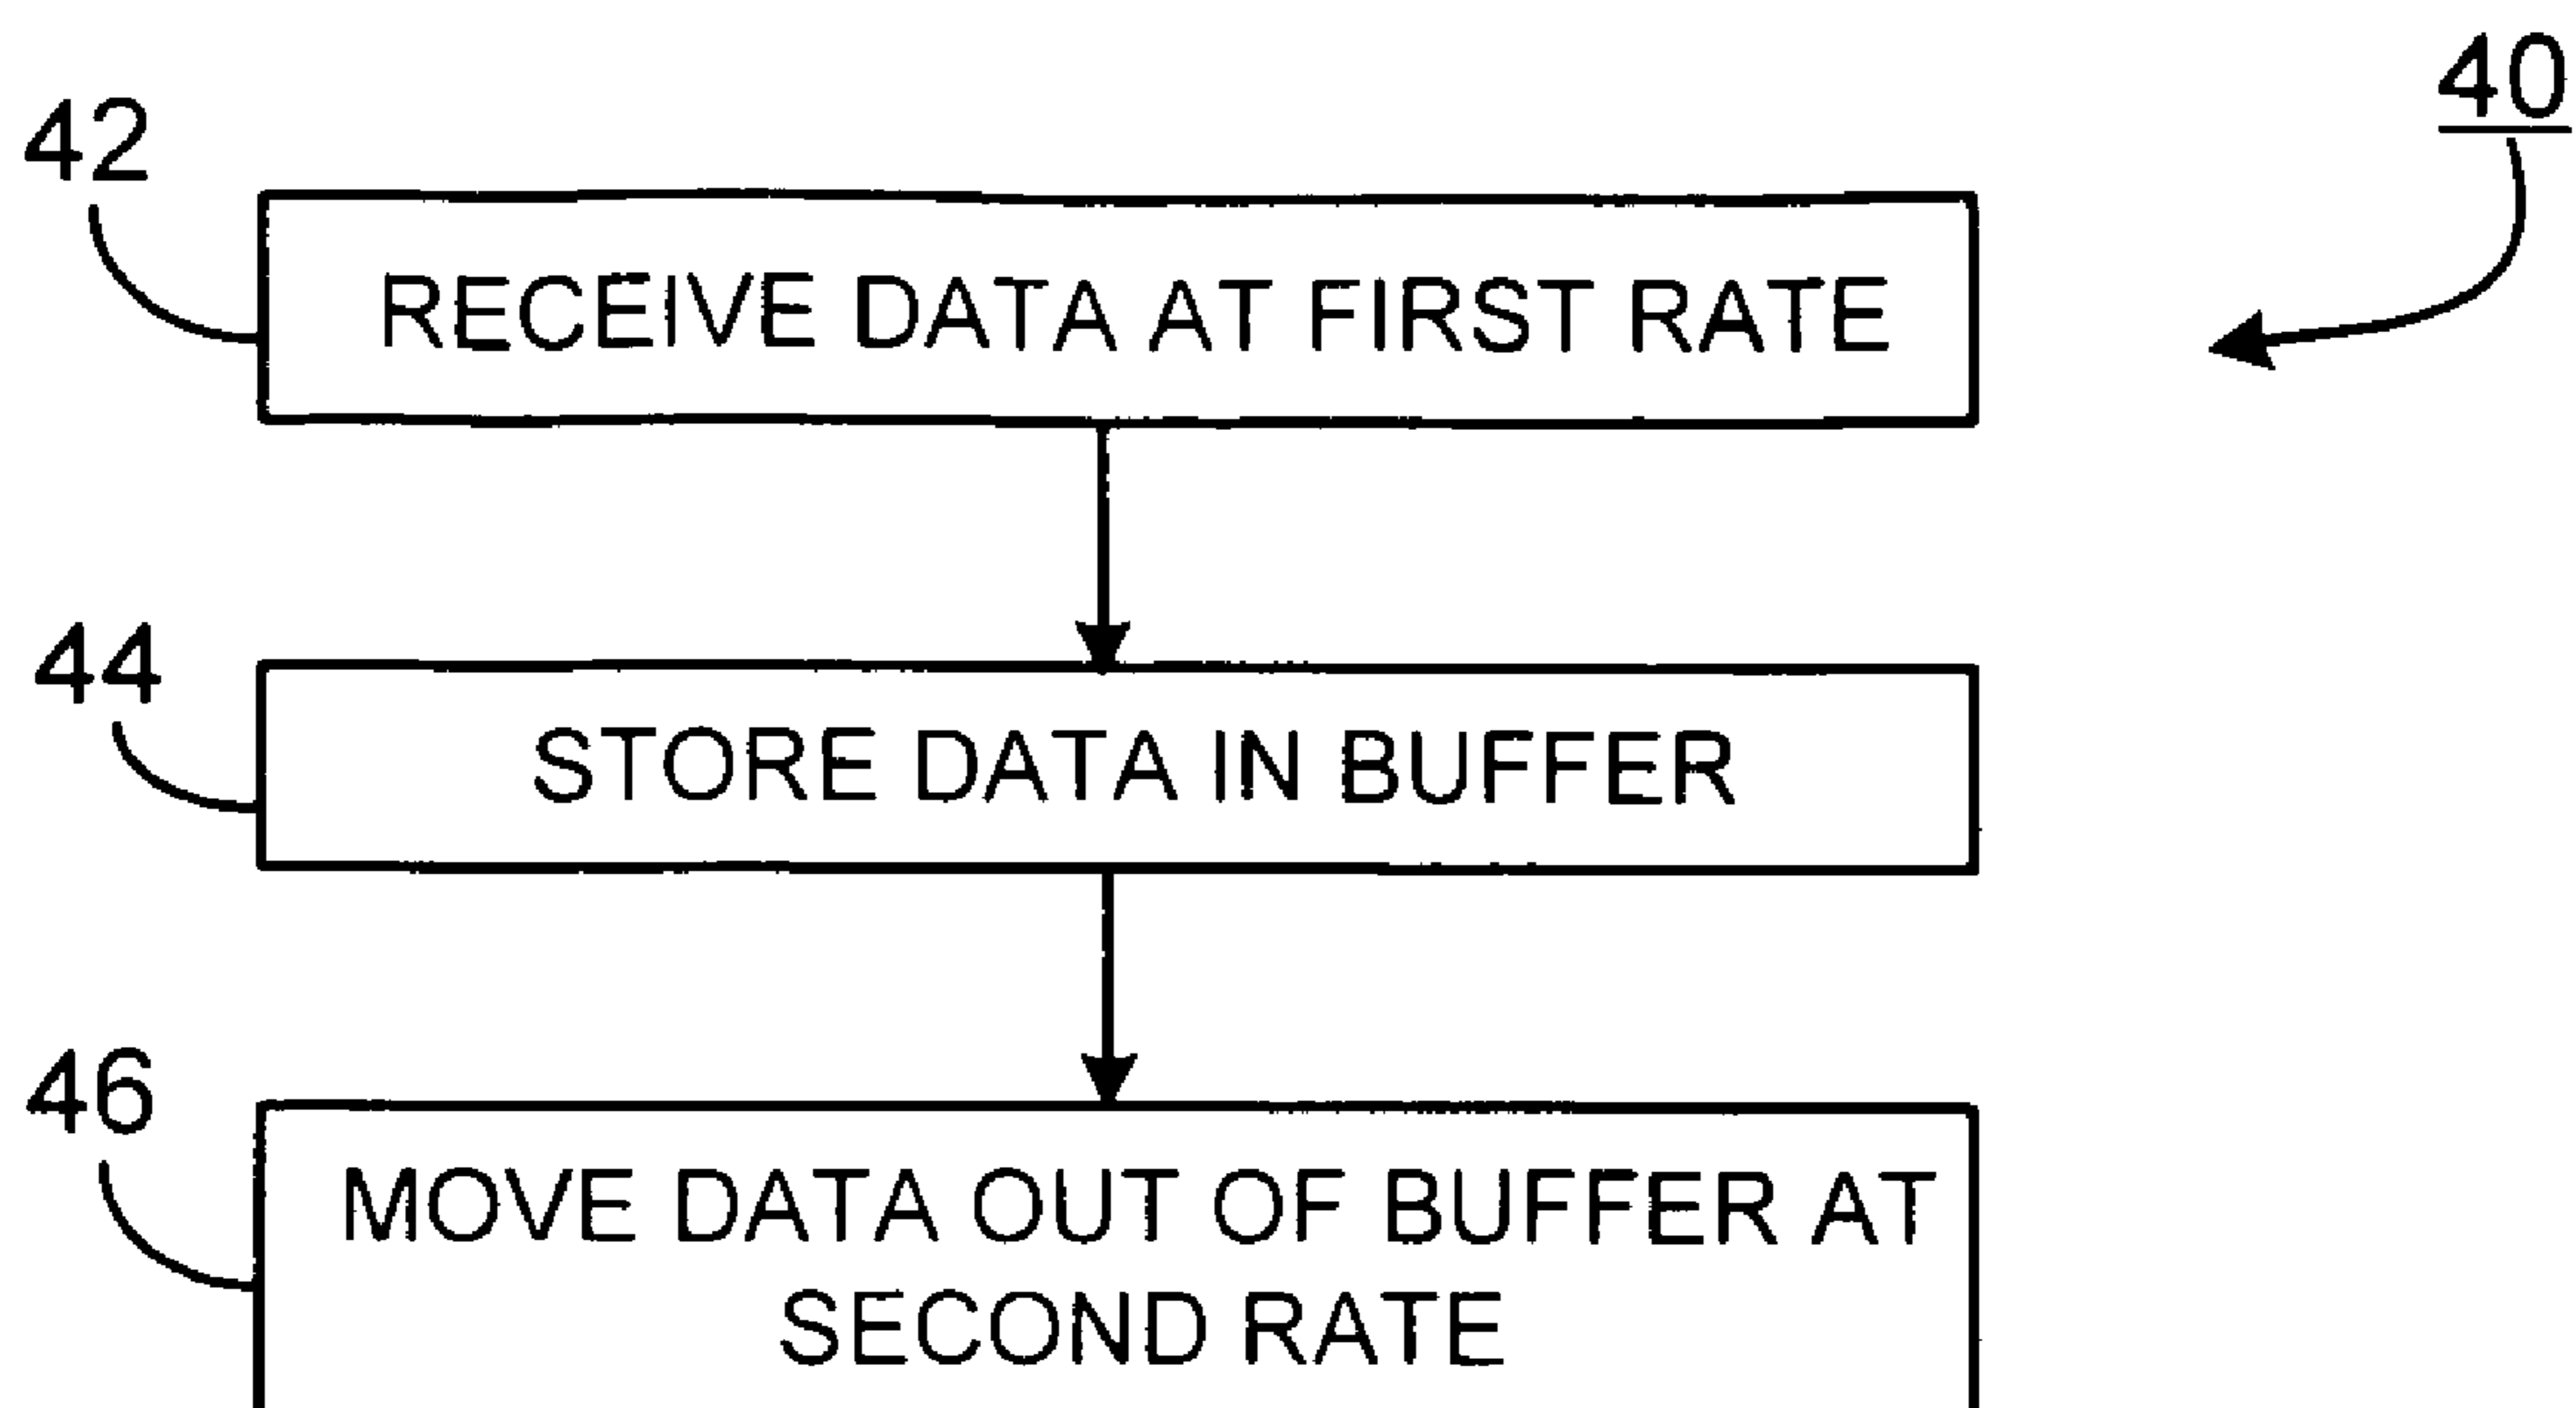 40
42
RECEIVE DATA AT FIRST RATE
44
STORE DATA IN BUFFER
46
MOVE DATA OUT OF BUFFER AT
SECOND RATE